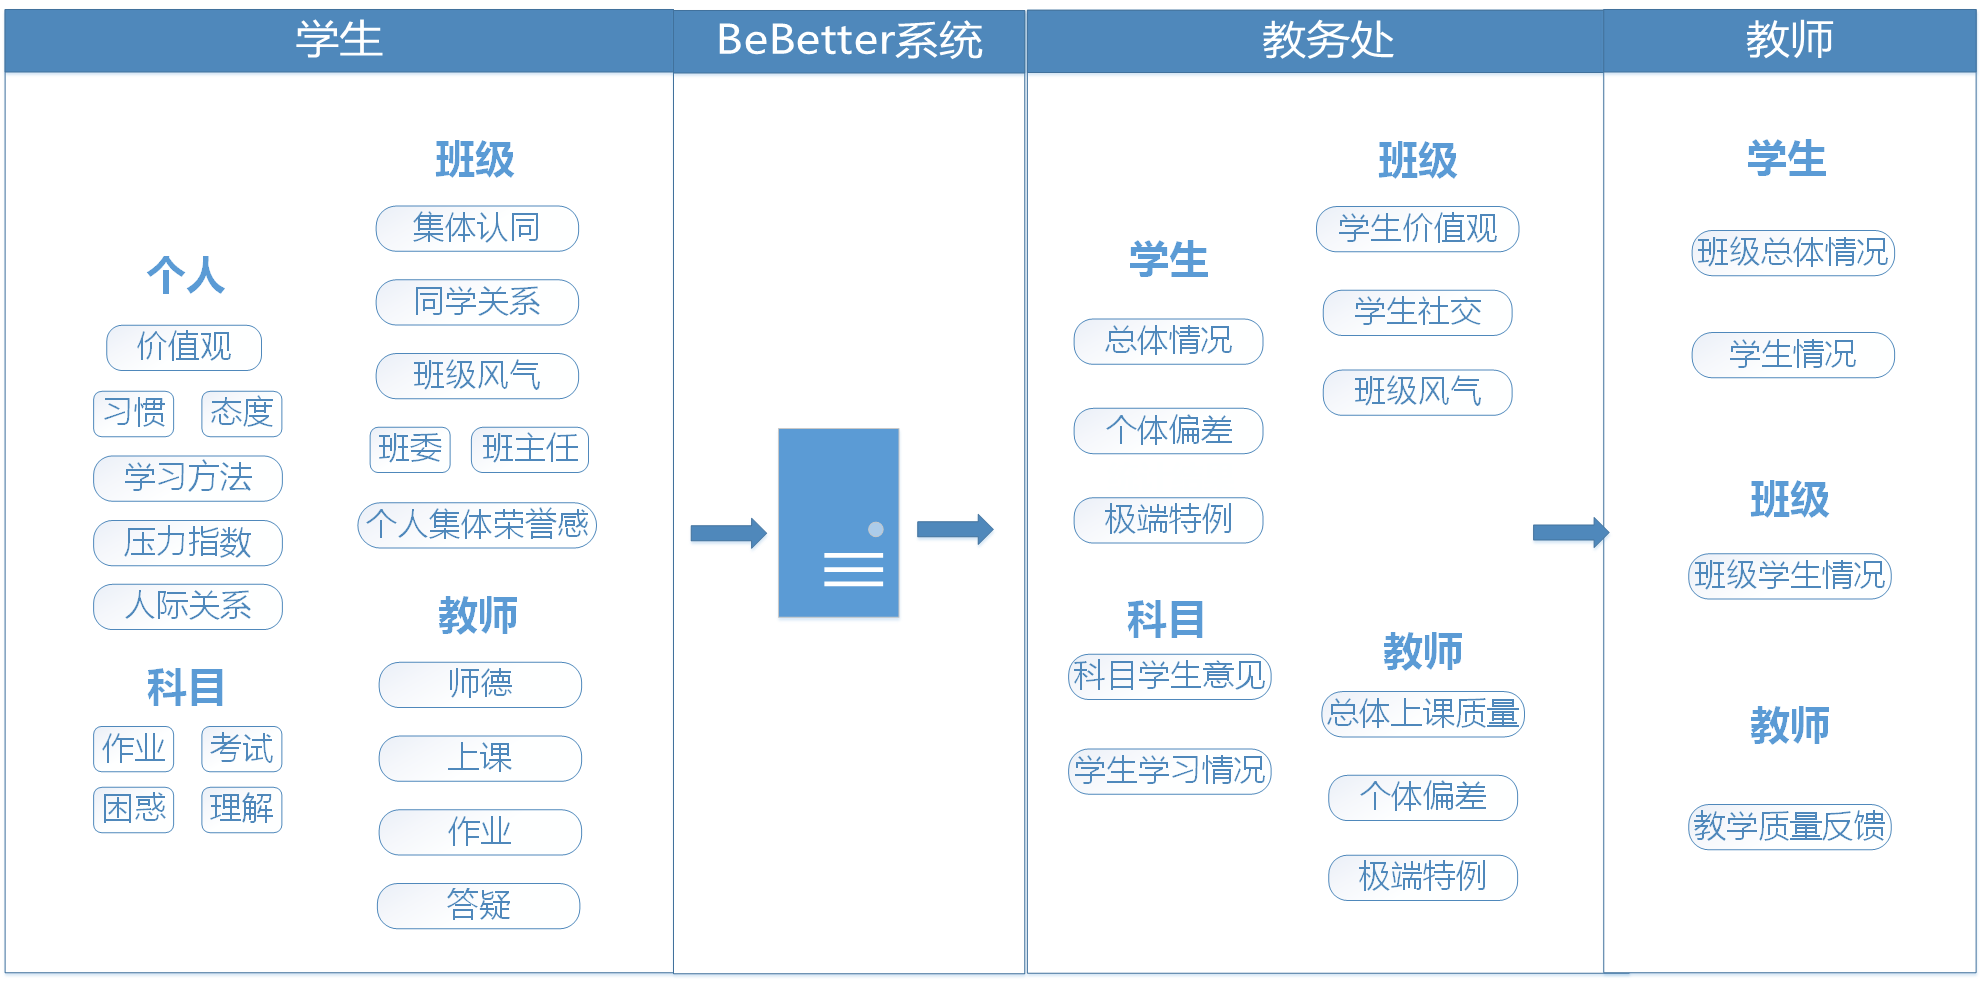 学生
BeBetter系统
教务处
教师
个人
价值观
习惯
态度
学习方法
压力指数
人际关系
科目
作业
考试
困惑
理解
班级
集体认同
同学关系
班级风气
班委
班主任
个人集体荣誉感
教师
师德
上课
作业
答疑
学生
总体情况
个体偏差
极端特例
科目
科目学生意见
学生学习情况
班级
学生价值观
学生社交
班级风气
教师
总体上课质量
个体偏差
极端特例
学生
班级总体情况
学生情况
班级
班级学生情况
教师
教学质量反馈